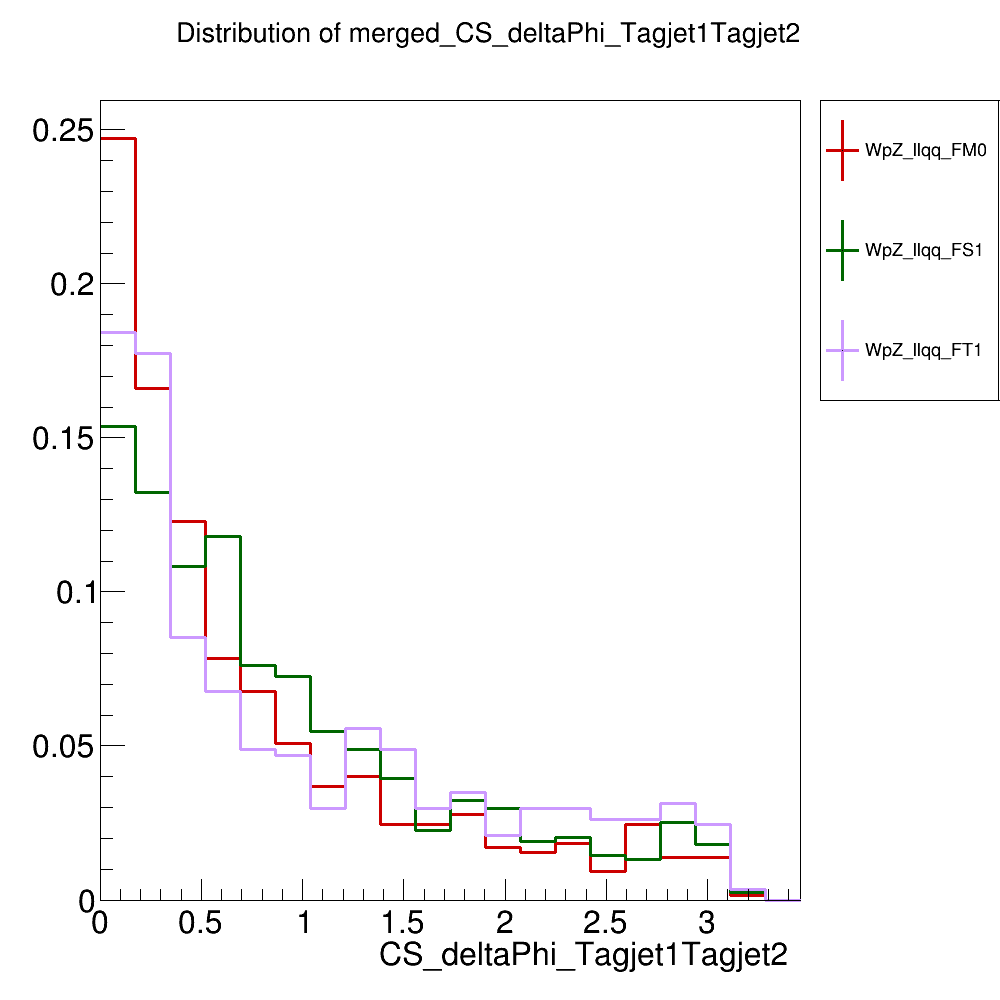 Distribution of merged_CS_deltaPhi_Tagjet1Tagjet2
WpZ_llqq_FM0
WpZ_llqq_FS1
WpZ_llqq_FT1
0.25
0.2
0.15
0.1
0.05
0
0 0.5 1 1.5 2 2.5 3
CS_deltaPhi_Tagjet1Tagjet2